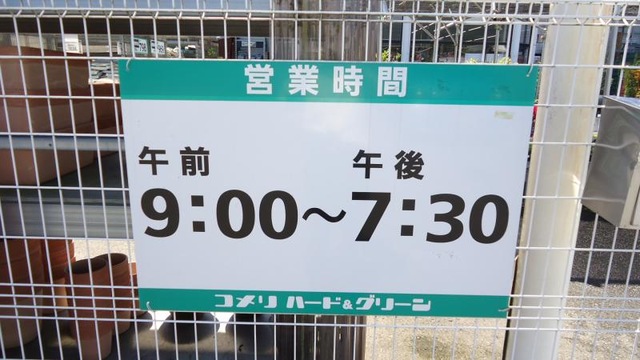 営業時間
午前 午後
9:00～7:30
コメリ ハード&グリーン